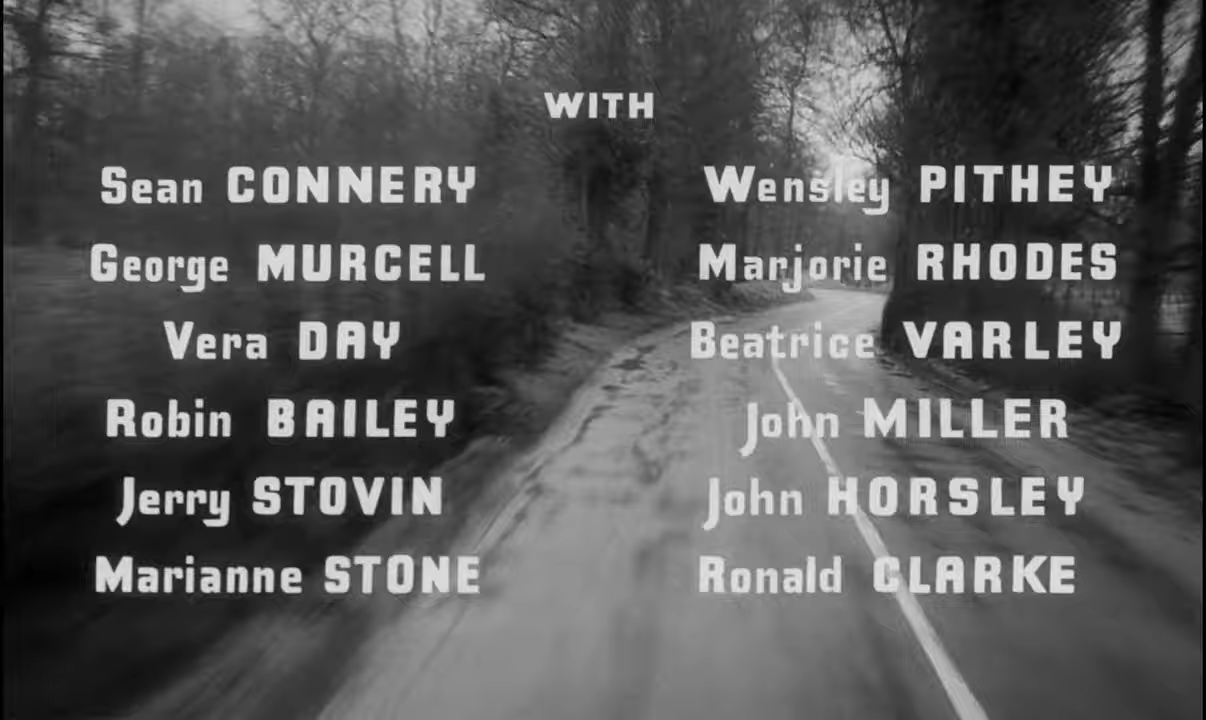 WITH
Sean CONNERY
George MURCELL
Vera DAY
Robin BAILEY
Jerry STOVIN
Marianne STONE
Wensley PITHEY
Marjorie RHODES
Beatrice VARLEY
John MILLER
John HORSLEY
Ronald CLARKE